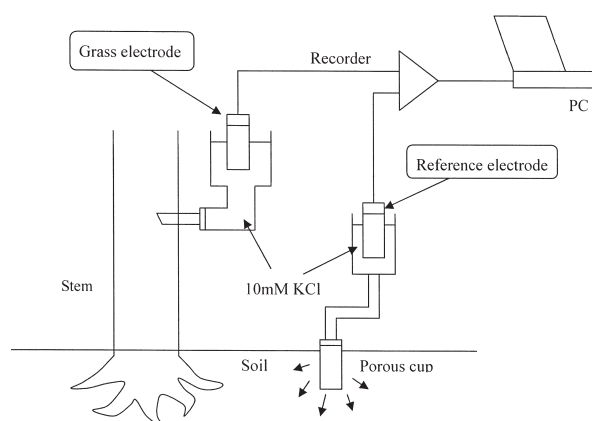 Grass electrode
Recorder
PC
Reference electrode
10mM KCl
Stem
Soil
Porous cup